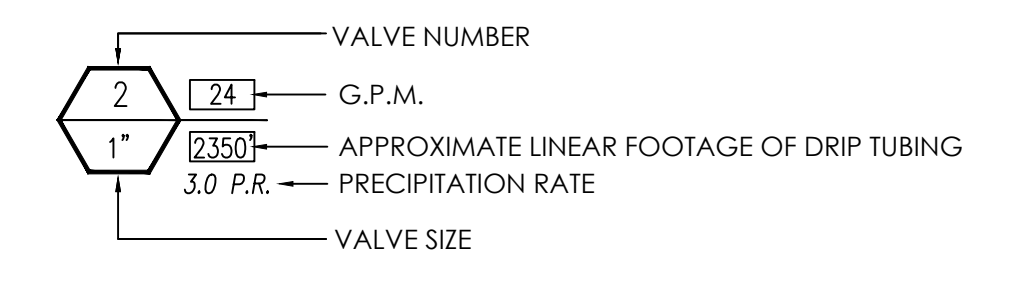 VALVE NUMBER
2 24 G.P.M.
1" 2350' APPROXIMATE LINEAR FOOTAGE OF DRIP TUBING
3.0 P.R. PRECIPITATION RATE
VALVE SIZE